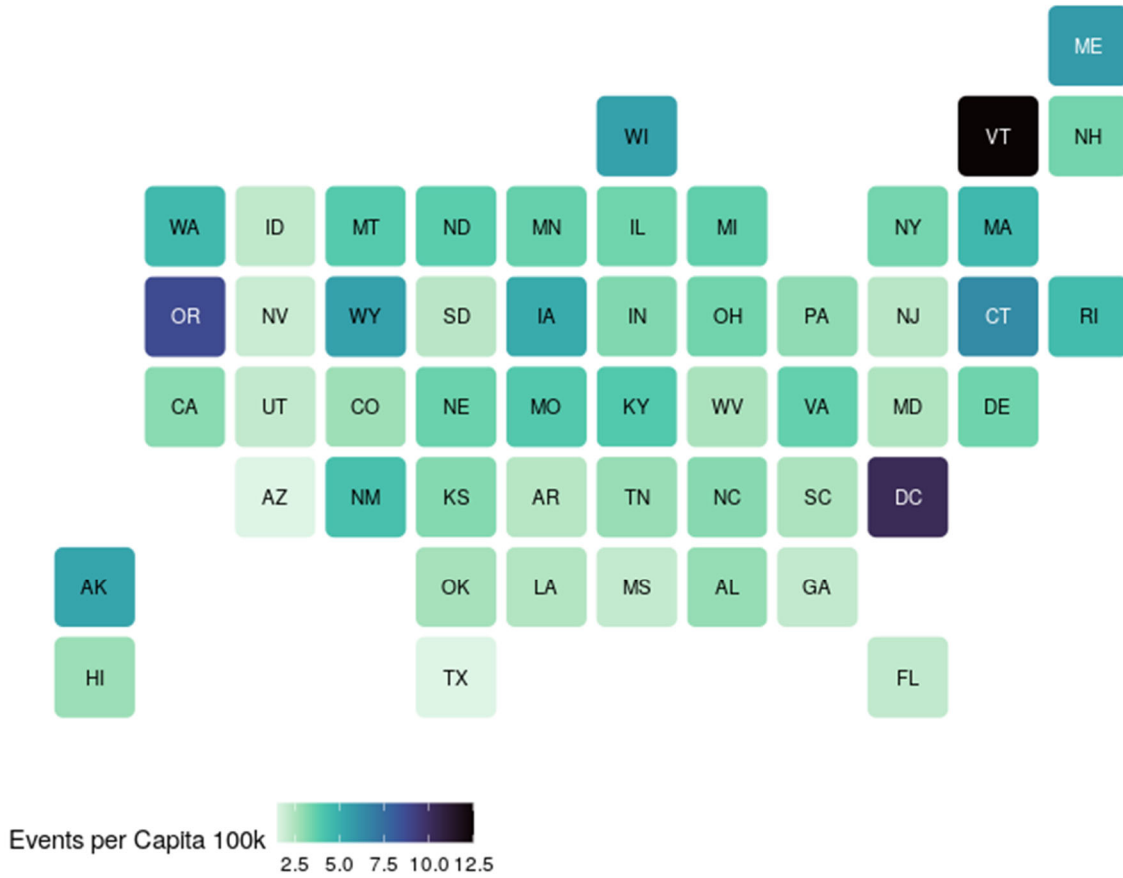 ME
WI VT NH
WA ID MT ND MN IL MI NY MA
OR NV WY SD IA IN OH PA NJ CT RI
CA UT CO NE MO KY WV VA MD DE
AZ NM KS AR TN NC SC DC
AK OK LA MS AL GA
HI TX FL
Events per Capita 100k
2.5 5.0 7.5 10.0 12.5